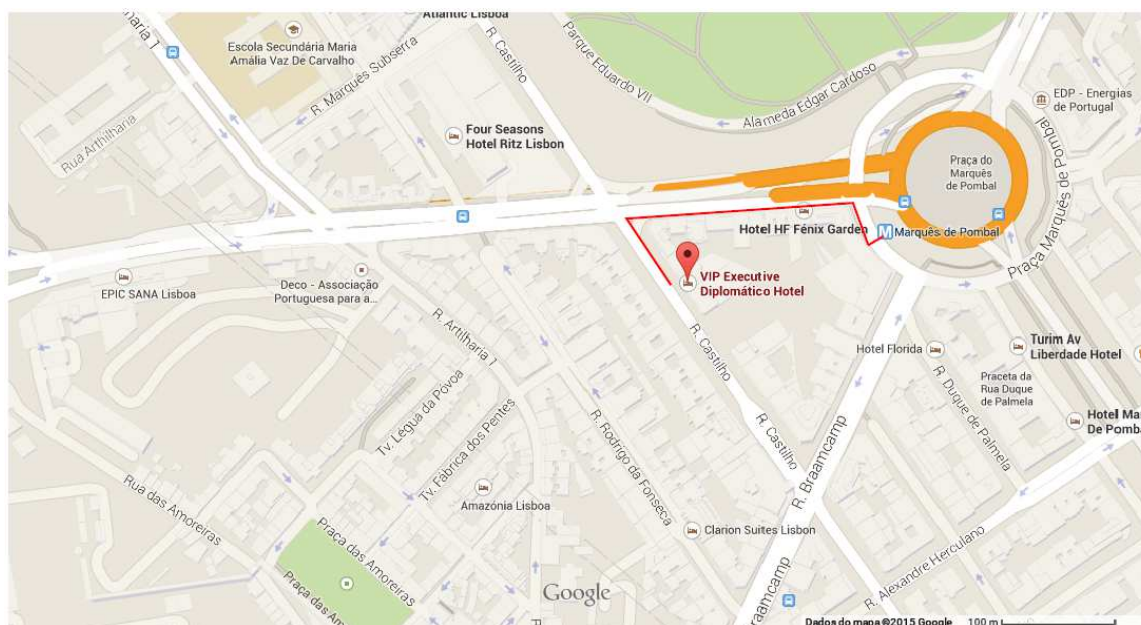 Atlantic Lisboa
Escola Secundária Maria
Amália Vaz De Carvalho
R. Castilho
Parque Eduardo VII
R. Marquês Subserra
Alameda Edgar Cardoso
EDP - Energias
de Portugal
Rua Arthilharia
Four Seasons
Hotel Ritz Lisbon
Praça do
Marquês
de Pombal
Praça Marquês de Pombal
Hotel HF Fénix Garden
M
Marquês de Pombal
VIP Executive
Diplomático Hotel
EPIC SANA Lisboa
Deco - Associação
Portuguesa para a...
R. Artilharia 1
R. Castilho
Hotel Florida
Turim Av
Liberdade Hotel
Praceta da
Rua Duque
de Palmela
R. Duque de Palmela
Tv. Légua da Póvoa
Tv. Fábrica dos Pentes
R. Rodrigo da Fonseca
R. Castilho
R. Braamcamp
Hotel Mar
De Pomba
Rua das Amoreiras
Amazónia Lisboa
Clarion Suites Lisbon
R. Alexandre Herculano
Praça das Amoreiras
Praça das Am
Google
Braamcamp
Dados do mapa ©2015 Google
100 m